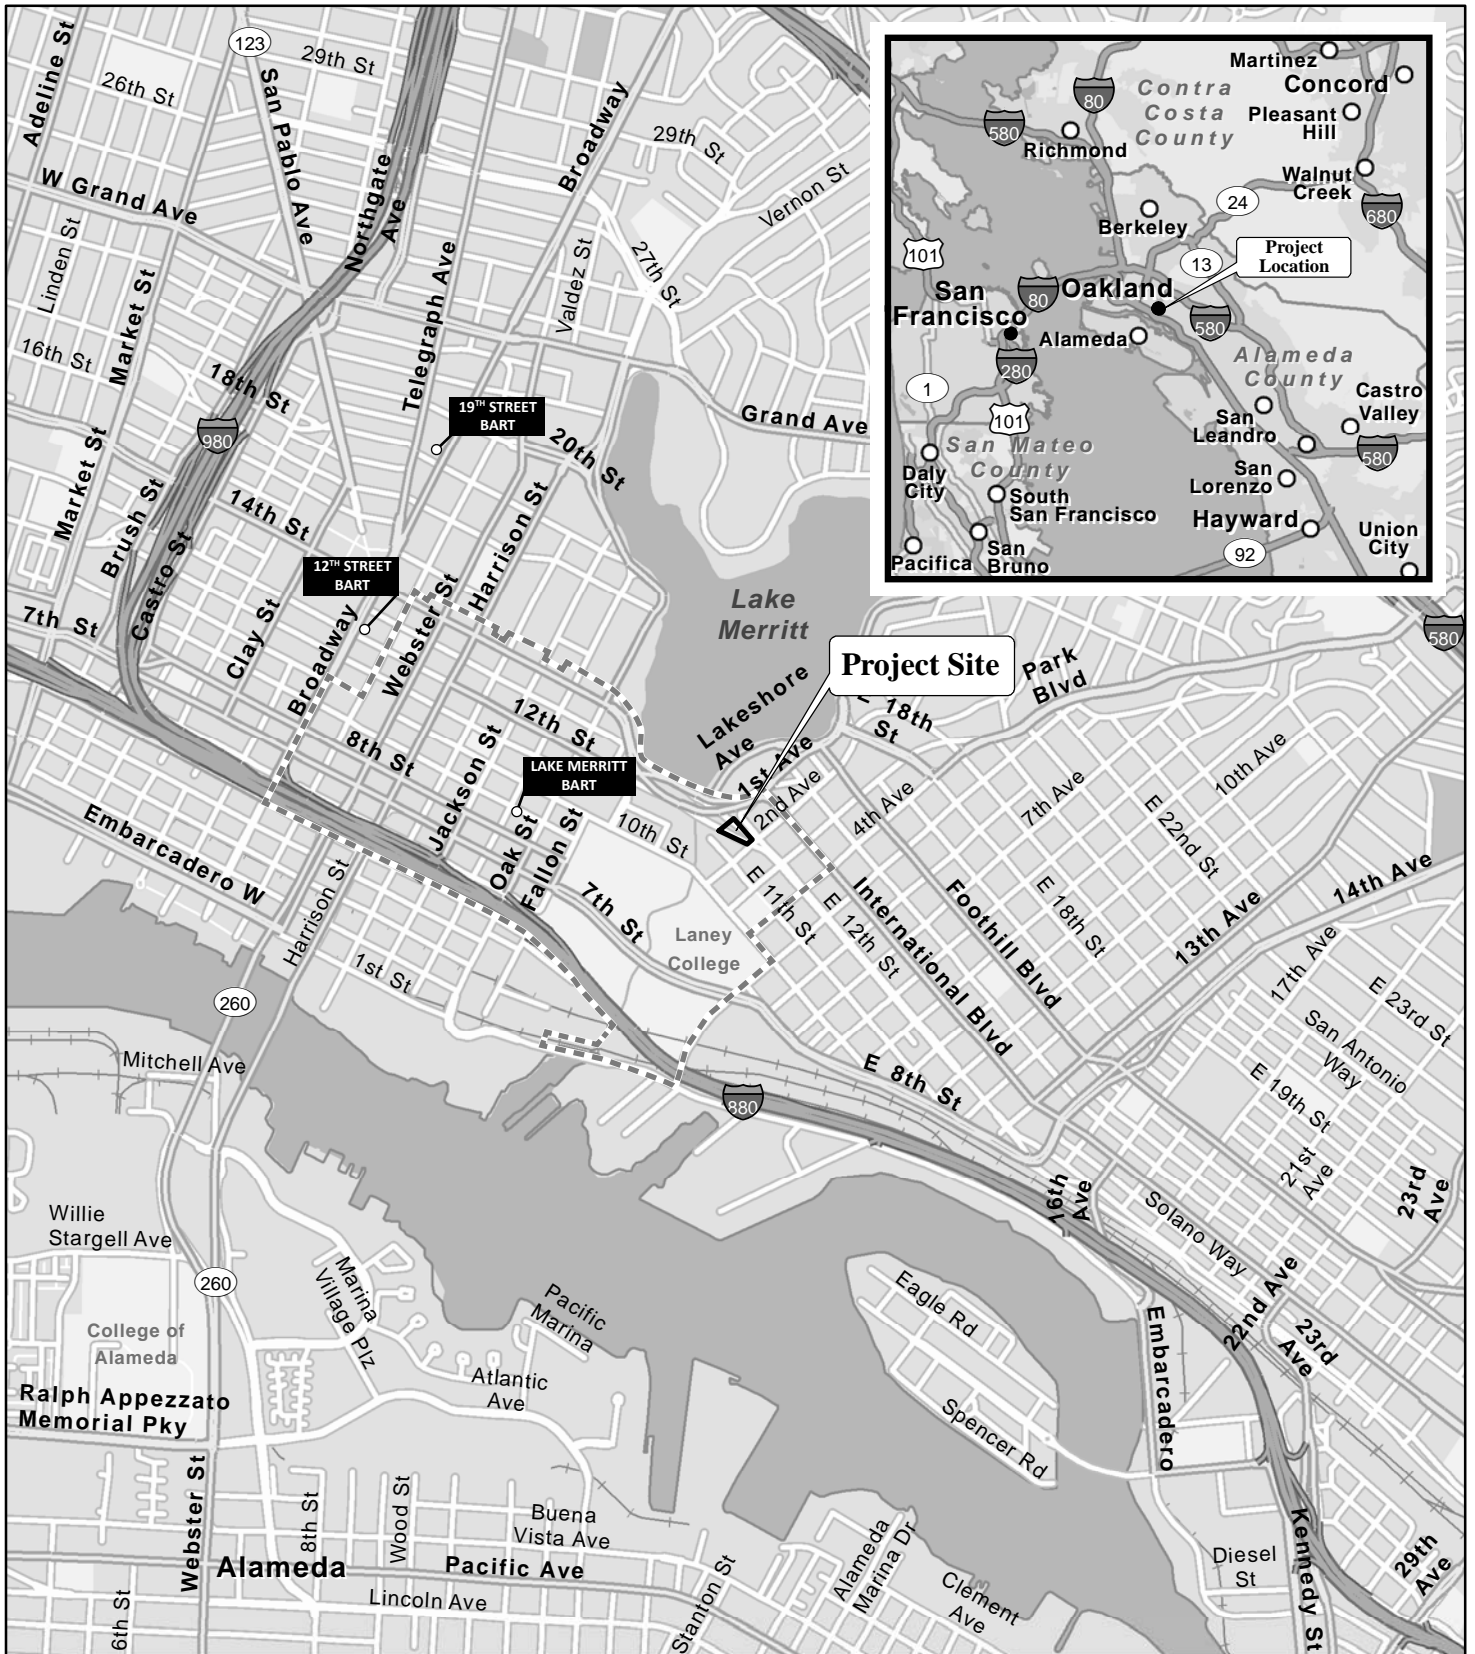 Adeline St
123
29th St
26th St
San Pablo Ave
Northgate
Ave
Broadway
29th St
Vernon St
W Grand Ave
Linden St
Market St
Telegraph Ave
Valdez St
27th St
16th St
18th St
980
19TH STREET
BART
Grand Ave
20th St
Market St
Brush St
Castro St
14th St
Harrison St
12TH STREET
BART
Webster St
7th St
Clay St
Broadway
Lake
Merritt
Project Site
Lakeshore
Ave
E 18th
St
Park
Blvd
580
12th St
8th St
Jackson St
LAKE MERRITT
BART
1st Ave
2nd Ave
4th Ave
7th Ave
10th Ave
E 22nd St
Embarcadero W
Oak St
Fallon St
10th St
E 11th St
E 12th St
International Blvd
Foothill Blvd
E 18th St
13th Ave
14th Ave
Harrison St
7th St
Laney
College
1st St
260
17th Ave
E 23rd St
San Antonio
Way
E 19th St
Mitchell Ave
E 8th St
880
21st
Ave
23rd
Ave
16th
Ave
Solano Way
Willie
Stargell Ave
260
Marina
Village Plz
Pacific
Marina
Eagle Rd
22nd Ave
23rd
Ave
Embarcadero
College of
Alameda
Atlantic
Ave
Ralph Appezzato
Memorial Pky
Spencer Rd
Webster St
8th St
Wood St
Buena
Vista Ave
Alameda
Pacific Ave
Lincoln Ave
6th St
Stanton St
Alameda
Marina Dr
Clement
Ave
Diesel
St
Kennedy St
29th
Ave
Martinez
Concord
80
Contra
Costa
County
Pleasant
Hill
580
Richmond
Walnut
Creek
24
680
Berkeley
101
13
Project
Location
San
Francisco
80
Oakland
580
Alameda
280
Alameda
County
1
101
Castro
Valley
San
Leandro
580
San Mateo
County
Daly
City
San
Lorenzo
South
San Francisco
Hayward
Union
City
92
Pacifica
San
Bruno